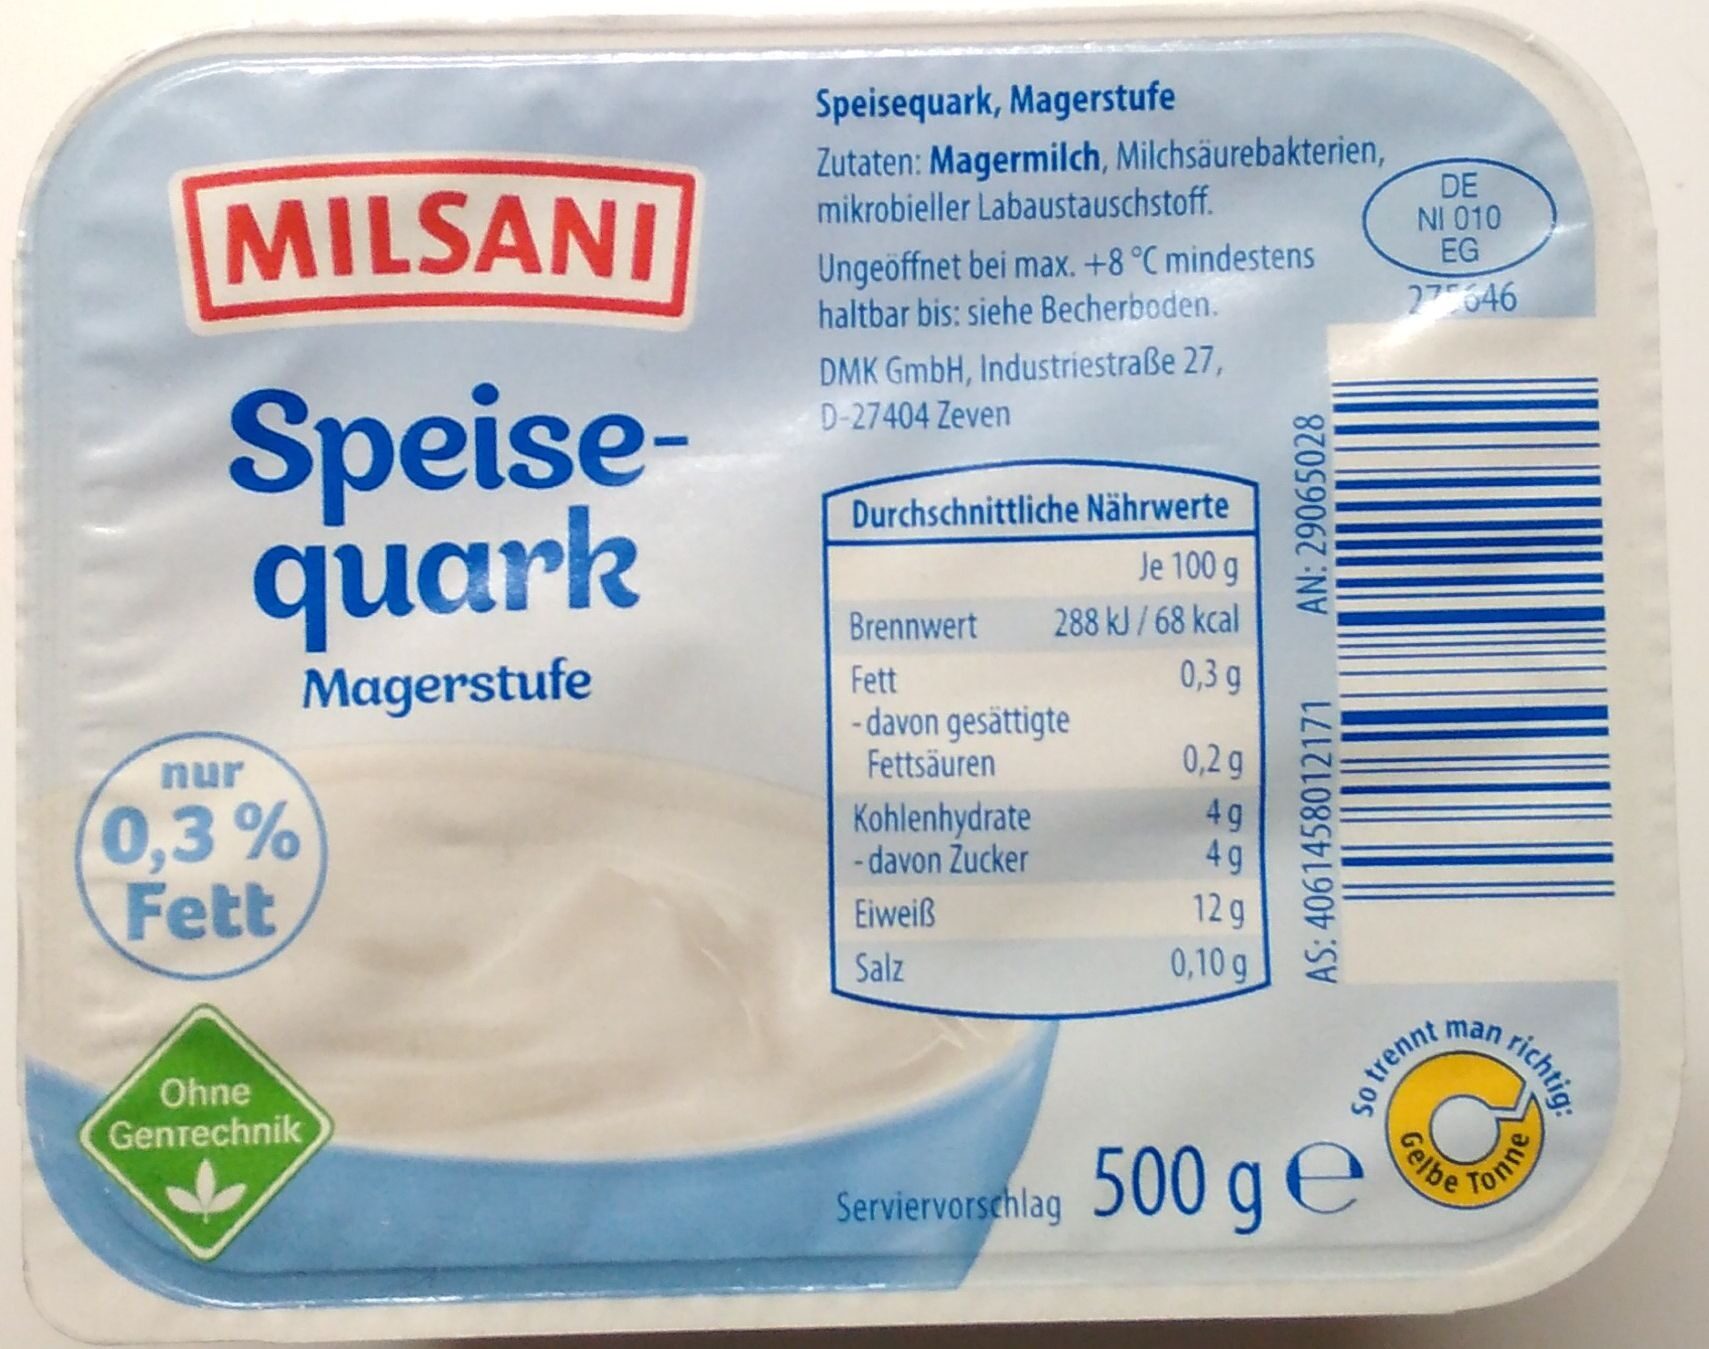 MILSANI
Speise-
quark
Magerstufe
nur
0,3 %
Fett
Ohne
GenTechnik
Speisequark, Magerstufe
Zutaten: Magermilch, Milchsäurebakterien,
mikrobieller Labaustauschstoff.
Ungeöffnet bei max. +8 °C mindestens
haltbar bis: siehe Becherboden.
DMK GmbH, Industriestraße 27,
D-27404 Zeven
DE
NI 010
EG
Durchschnittliche Nährwerte
Je 100 g
Brennwert 288 kJ / 68 kcal
Fett 0,3 g
- davon gesättigte
Fettsäuren 0,2 g
Kohlenhydrate 4 g
- davon Zucker 4 g
Eiweiß 12 g
Salz 0,10 g
AN: 29065028
AS: 4061458012171
Serviervorschlag
500 g e
So trennt man richtig:
Gelbe Tonne